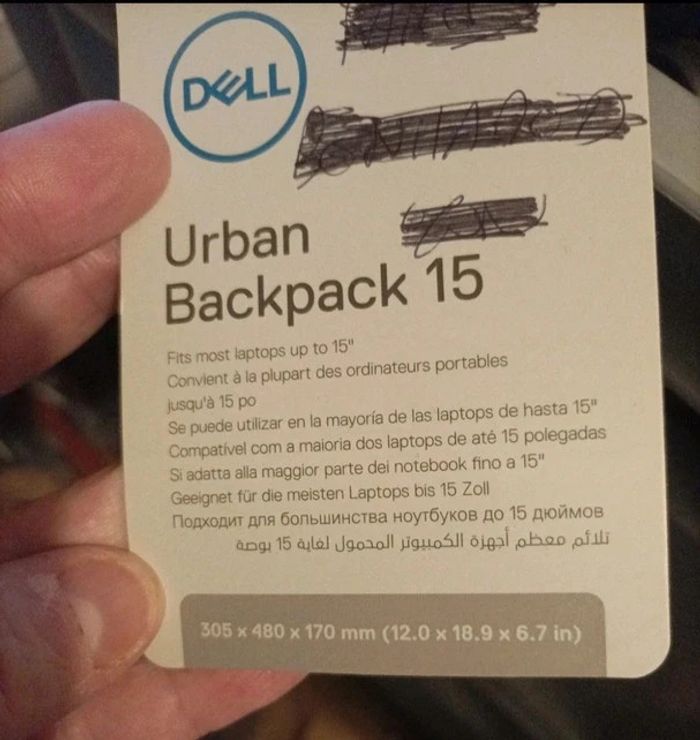 DELL
Urban
Backpack 15
Fits most laptops up to 15"
Convient à la plupart des ordinateurs portables
jusqu'à 15 po
Se puede utilizar en la mayoría de las laptops de hasta 15"
Compatível com a maioria dos laptops de até 15 polegadas
Si adatta alla maggior parte dei notebook fino a 15"
Geeignet für die meisten Laptops bis 15 Zoll
Подходит для большинства ноутбуков до 15 дюймов
تلائم معظم أجهزة الكمبيوتر المحمول لغاية 15 بوصة
305 x 480 x 170 mm (12.0 x 18.9 x 6.7 in)